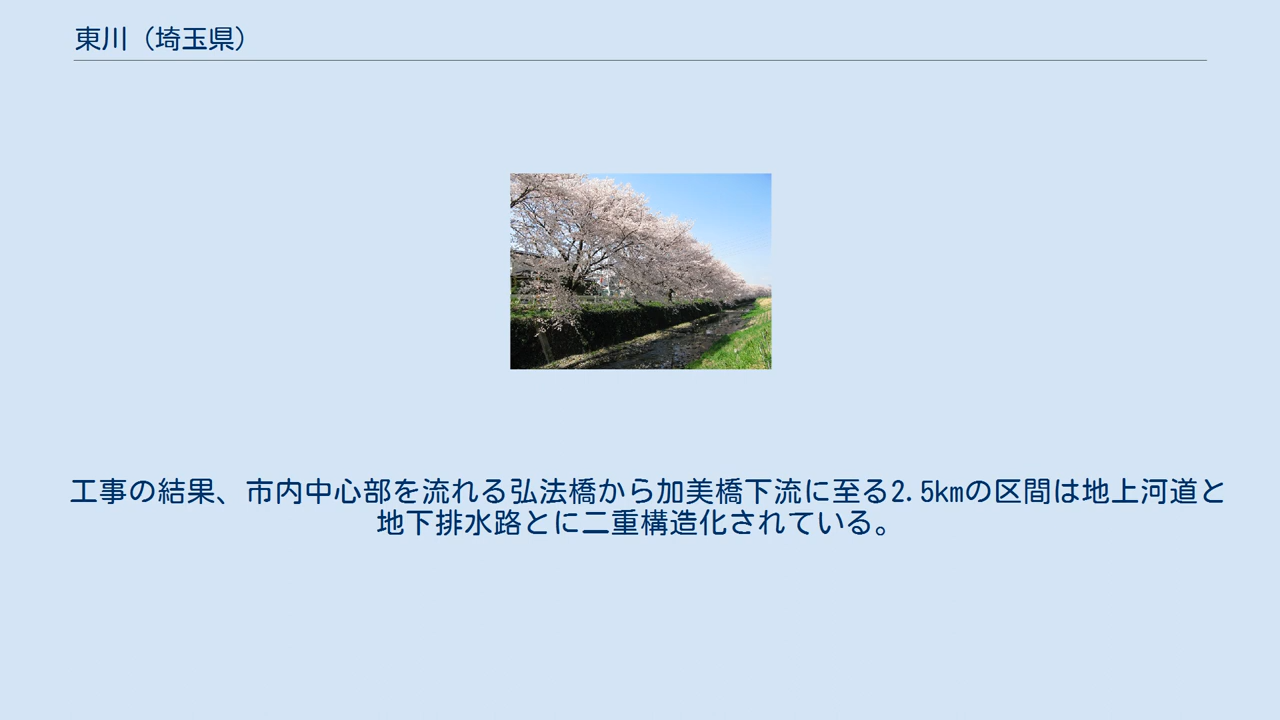 東川（埼玉県）
工事の結果、市内中心部を流れる弘法橋から加美橋下流に至る2.5kmの区間は地上河道と
地下排水路とに二重構造化されている。